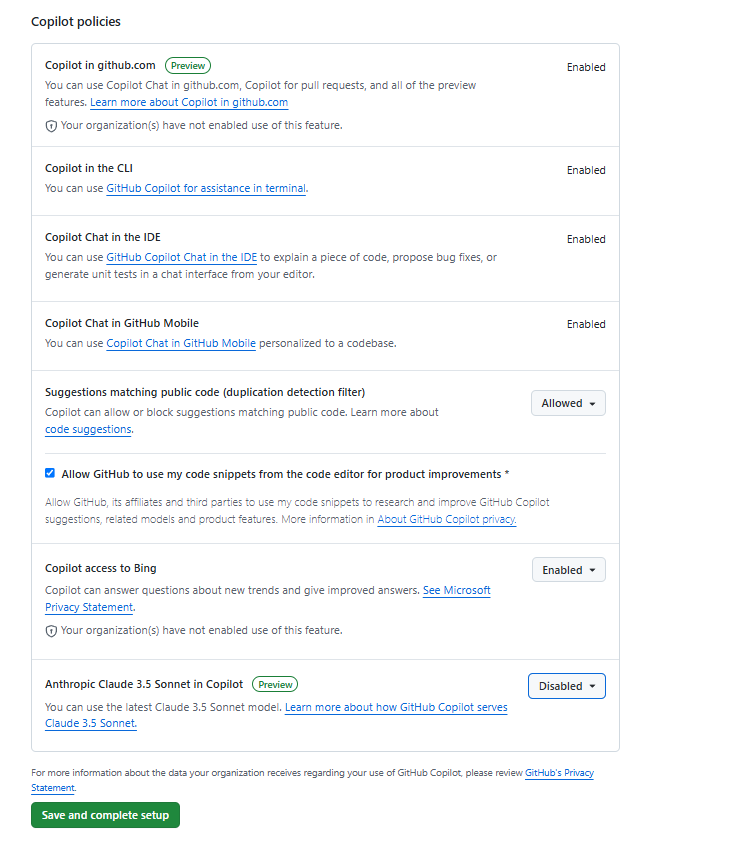 Copilot policies
Copilot in github.com Preview
Enabled
You can use Copilot Chat in github.com, Copilot for pull requests, and all of the preview
features. Learn more about Copilot in github.com
Your organization(s) have not enabled use of this feature.
Copilot in the CLI
Enabled
You can use GitHub Copilot for assistance in terminal.
Copilot Chat in the IDE
Enabled
You can use GitHub Copilot Chat in the IDE to explain a piece of code, propose bug fixes, or
generate unit tests in a chat interface from your editor.
Copilot Chat in GitHub Mobile
Enabled
You can use Copilot Chat in GitHub Mobile personalized to a codebase.
Suggestions matching public code (duplication detection filter)
Allowed
Copilot can allow or block suggestions matching public code. Learn more about
code suggestions.
Allow GitHub to use my code snippets from the code editor for product improvements *
Allow GitHub, its affiliates and third parties to use my code snippets to research and improve GitHub Copilot
suggestions, related models and product features. More information in About GitHub Copilot privacy.
Copilot access to Bing
Enabled
Copilot can answer questions about new trends and give improved answers. See Microsoft
Privacy Statement.
Your organization(s) have not enabled use of this feature.
Anthropic Claude 3.5 Sonnet in Copilot Preview
Disabled
You can use the latest Claude 3.5 Sonnet model. Learn more about how GitHub Copilot serves
Claude 3.5 Sonnet.
For more information about the data your organization receives regarding your use of GitHub Copilot, please review GitHub's Privacy
Statement.
Save and complete setup